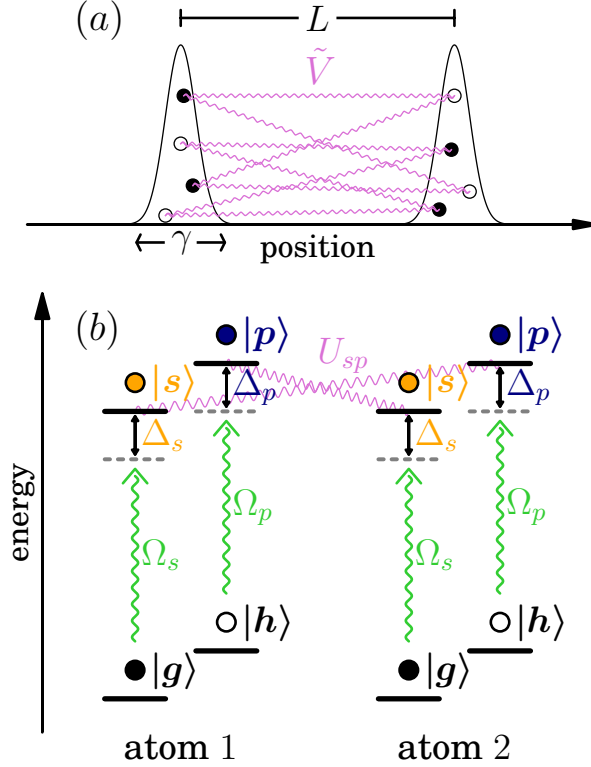 (a)
L
Ṽ
γ
position
(b)
|p⟩ |p⟩
U_sp
|s⟩ Δ_p |s⟩ Δ_p
Δ_s Δ_s
Ω_p Ω_p
Ω_s Ω_s
energy
|h⟩ |h⟩
|g⟩ |g⟩
atom 1 atom 2